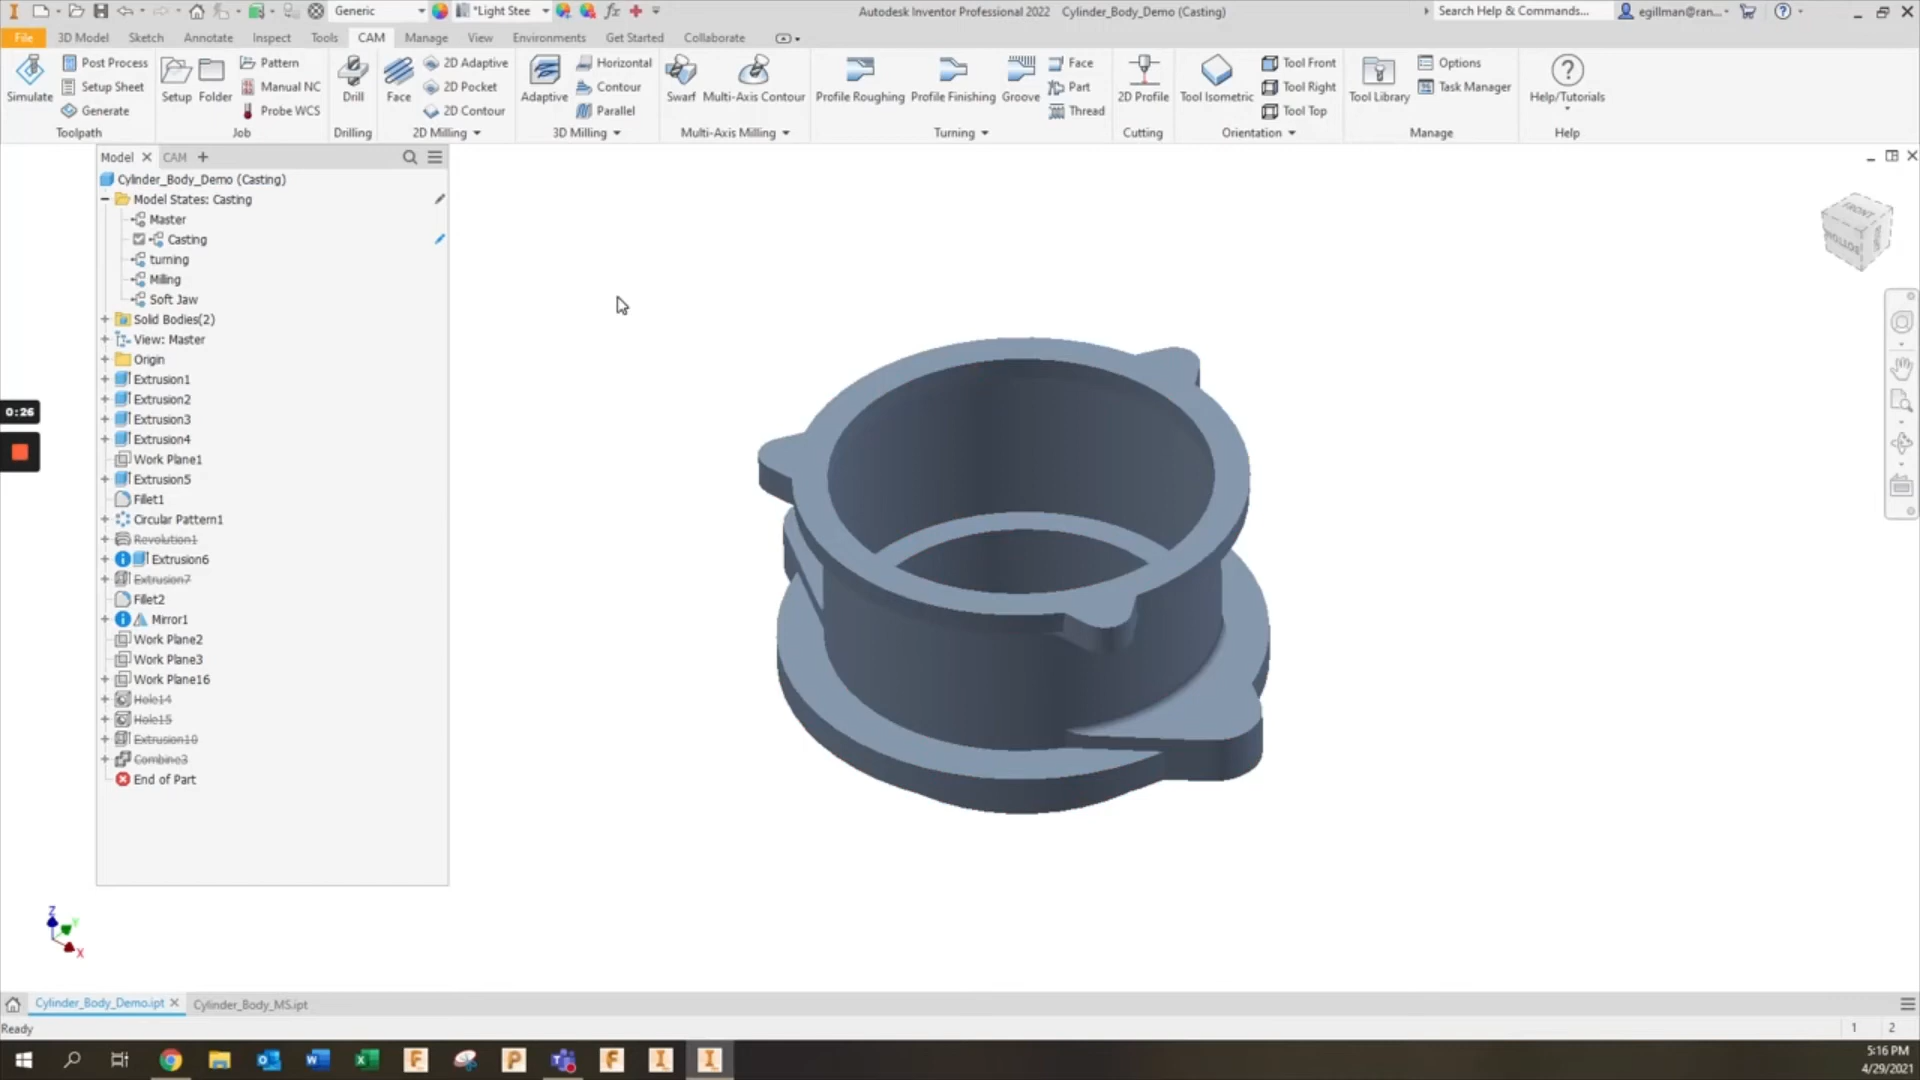 Generic
*Light Stee
Autodesk Inventor Professional 2022 Cylinder_Body_Demo (Casting)
Search Help & Commands...
egillman@ran...
File 3D Model Sketch Annotate Inspect Tools CAM Manage View Environments Get Started Collaborate
Simulate
Post Process
Setup Sheet
Generate
Toolpath
Setup
Folder
Pattern
Manual NC
Probe WCS
Job
Drill
Drilling
Face
2D Adaptive
2D Pocket
2D Contour
2D Milling
Adaptive
Horizontal
Contour
Parallel
3D Milling
Swarf
Multi-Axis Contour
Multi-Axis Milling
Profile Roughing
Profile Finishing
Groove
Face
Part
Thread
Turning
2D Profile
Cutting
Tool Isometric
Tool Front
Tool Right
Tool Top
Orientation
Tool Library
Options
Task Manager
Manage
Help/Tutorials
Help
Model
CAM
Cylinder_Body_Demo (Casting)
Model States: Casting
Master
Casting
turning
Milling
Soft Jaw
Solid Bodies(2)
View: Master
Origin
Extrusion1
Extrusion2
Extrusion3
Extrusion4
Work Plane1
Extrusion5
Fillet1
Circular Pattern1
Revolution1
Extrusion6
Extrusion7
Fillet2
Mirror1
Work Plane2
Work Plane3
Work Plane16
Hole14
Hole15
Extrusion10
Combine3
End of Part
0:26
FRONT
BOTTOM
Z
Y
X
Cylinder_Body_Demo.ipt
Cylinder_Body_MS.ipt
Ready
1 2
5:16 PM
4/29/2021